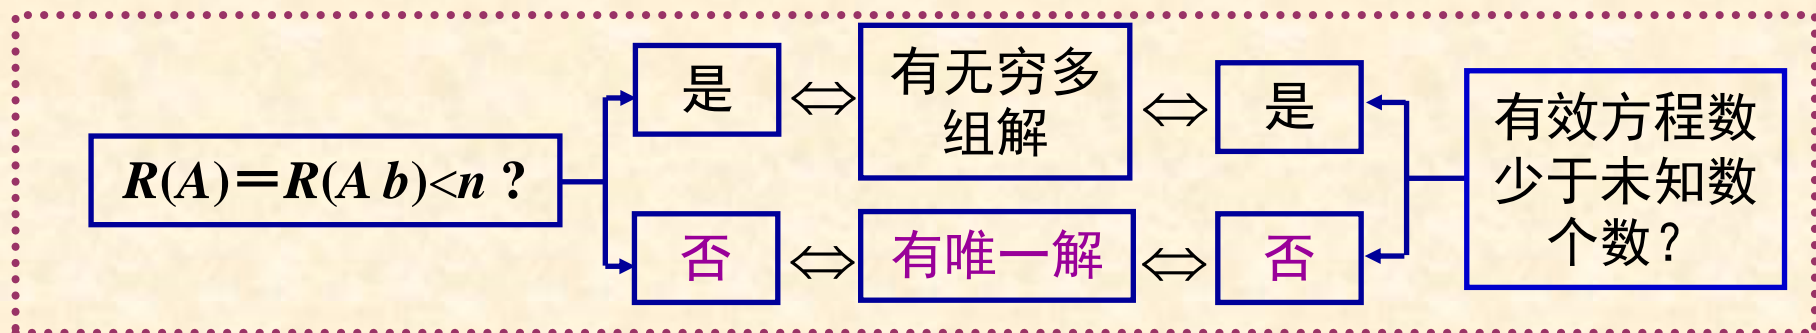 R(A)=R(A b)<n ?
是
⇔
有无穷多
组解
⇔
是
有效方程数
少于未知数
个数?
否
⇔
有唯一解
⇔
否